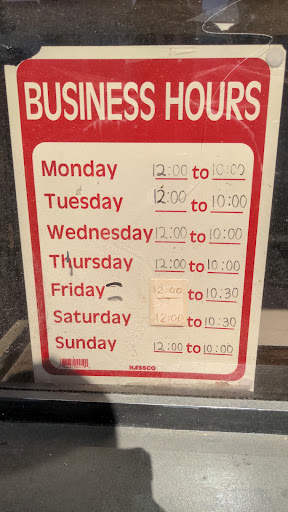 BUSINESS HOURS
Monday 12:00 to 10:00
Tuesday 12:00 to 10:00
Wednesday 12:00 to 10:00
Thursday 12:00 to 10:00
Friday 12:00 to 10:30
Saturday 12:00 to 10:30
Sunday 12:00 to 10:00
HASSCO